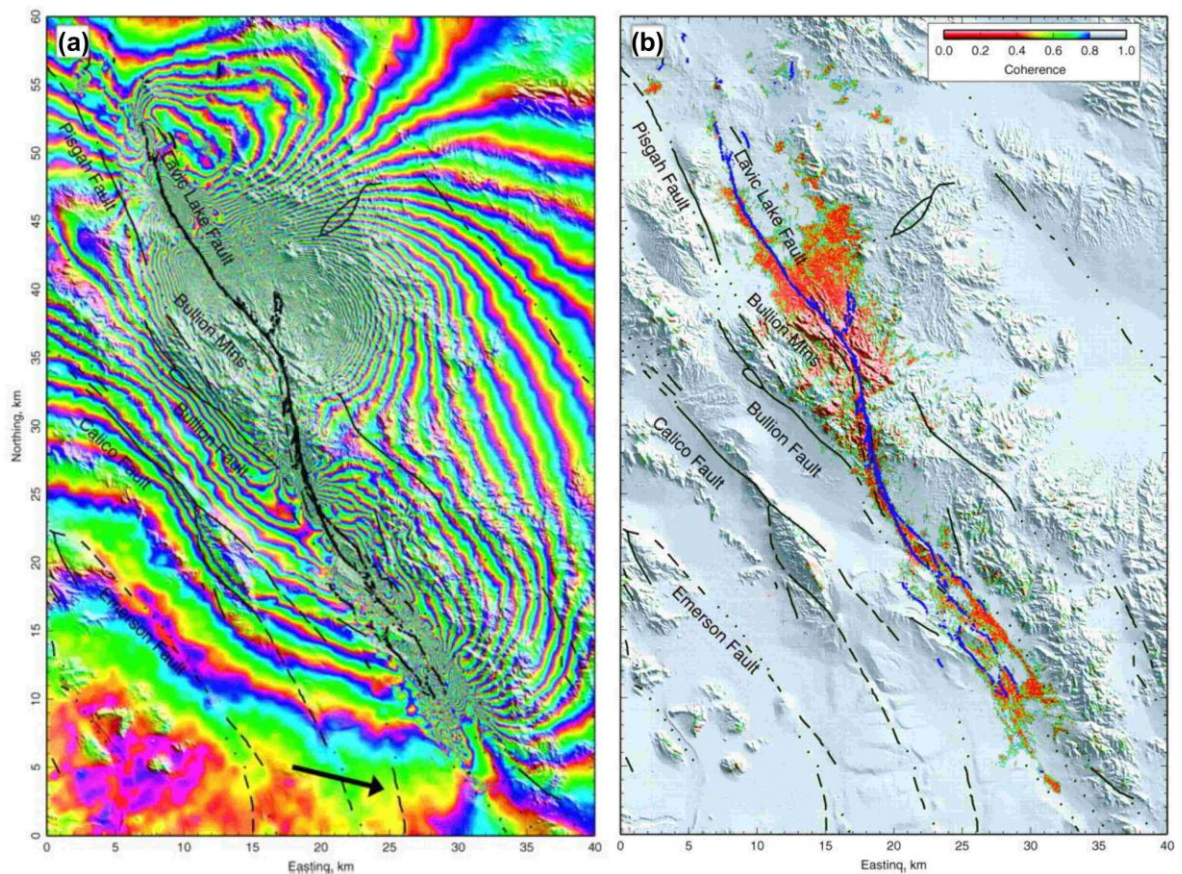 (a)
60
55
50
45
40
35
30
25
20
15
10
5
0
Northing, km
Pisgah Fault
Lavic Lake Fault
Bullion Mtns
Bullion Fault
Calico Fault
Emerson Fault
0 5 10 15 20 25 30 35 40
Easting, km
(b)
0.0 0.2 0.4 0.6 0.8 1.0
Coherence
Pisgah Fault
Lavic Lake Fault
Bullion Mtns
Bullion Fault
Calico Fault
Emerson Fault
0 5 10 15 20 25 30 35 40
Easting, km